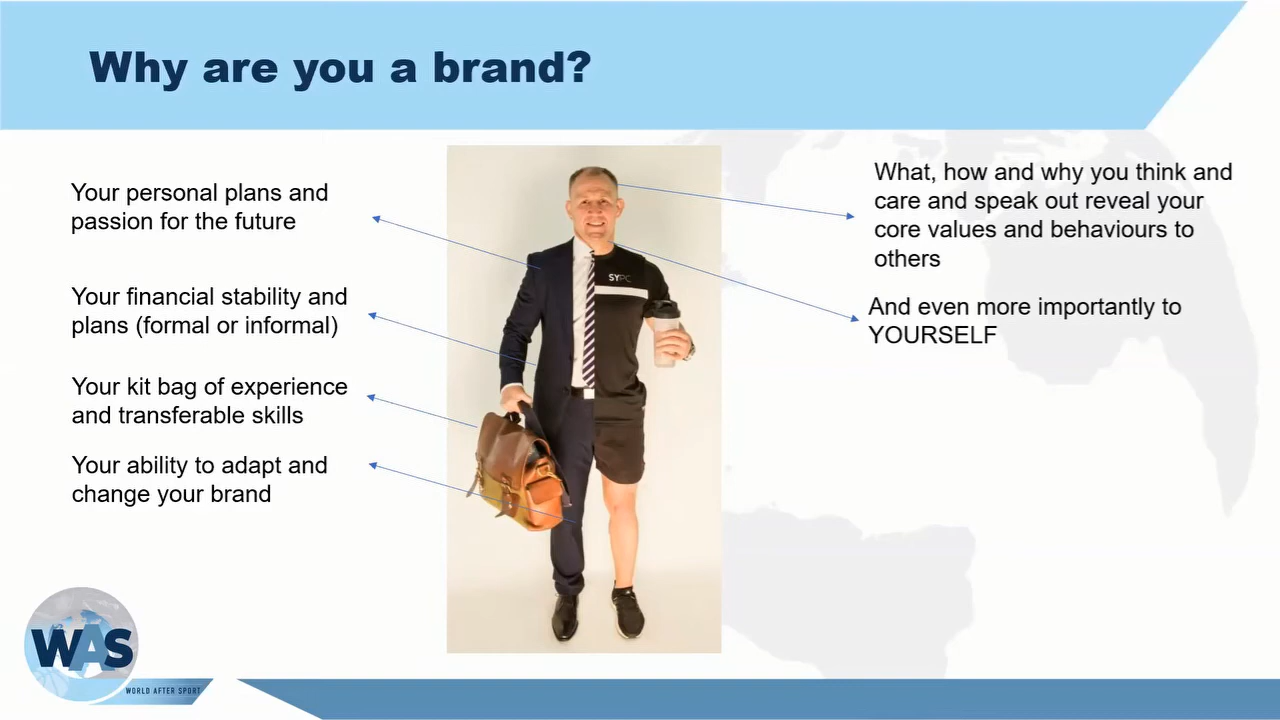 Why are you a brand?
Your personal plans and
passion for the future
Your financial stability and
plans (formal or informal)
Your kit bag of experience
and transferable skills
Your ability to adapt and
change your brand
SYPC
What, how and why you think and
care and speak out reveal your
core values and behaviours to
others
And even more importantly to
YOURSELF
WAS
WORLD AFTER SPORT